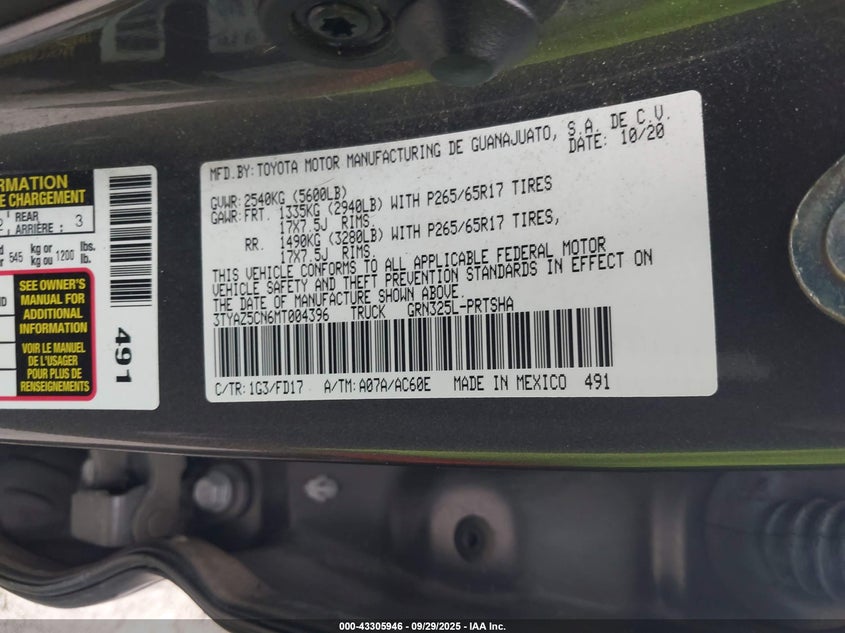 RMATION
E CHARGEMENT
REAR
ARRIÈRE : 3
545 kg or 1200 lbs.
kg ou lb.
SEE OWNER'S
MANUAL FOR
ADDITIONAL
INFORMATION
VOIR LE MANUEL
DE L'USAGER
POUR PLUS DE
RENSEIGNEMENTS
491
MFD.BY:TOYOTA MOTOR MANUFACTURING DE GUANAJUATO, S.A. DE C.V.
DATE: 10/20
GVWR:2540KG (5600LB)
GAWR:FRT. 1335KG (2940LB) WITH P265/65R17 TIRES
17X7.5J RIMS
RR. 1490KG (3280LB) WITH P265/65R17 TIRES,
17X7.5J RIMS
THIS VEHICLE CONFORMS TO ALL APPLICABLE FEDERAL MOTOR
VEHICLE SAFETY AND THEFT PREVENTION STANDARDS IN EFFECT ON
THE DATE OF MANUFACTURE SHOWN ABOVE.
3TYAZ5CN6MT004396 TRUCK GRN325L-PRTSHA
C/TR:1G3/FD17 A/TM:A07A/AC60E MADE IN MEXICO 491
000-43305946 - 09/29/2025 - IAA Inc.